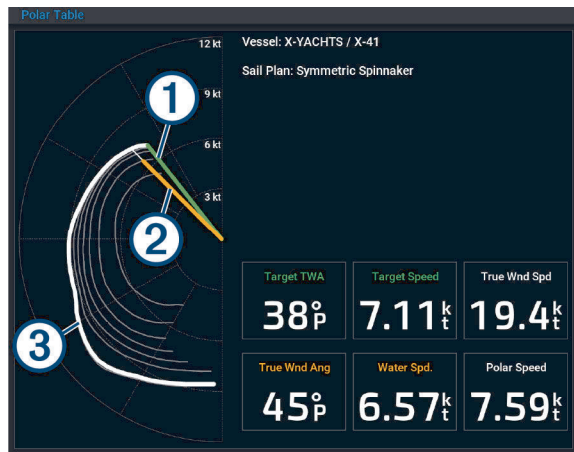 Polar Table
12 kt
9 kt
6 kt
3 kt
1
2
3
Vessel: X-YACHTS / X-41
Sail Plan: Symmetric Spinnaker
Target TWA
38°P
Target Speed
7.11kt
True Wnd Spd
19.4kt
True Wnd Ang
45°P
Water Spd.
6.57kt
Polar Speed
7.59kt